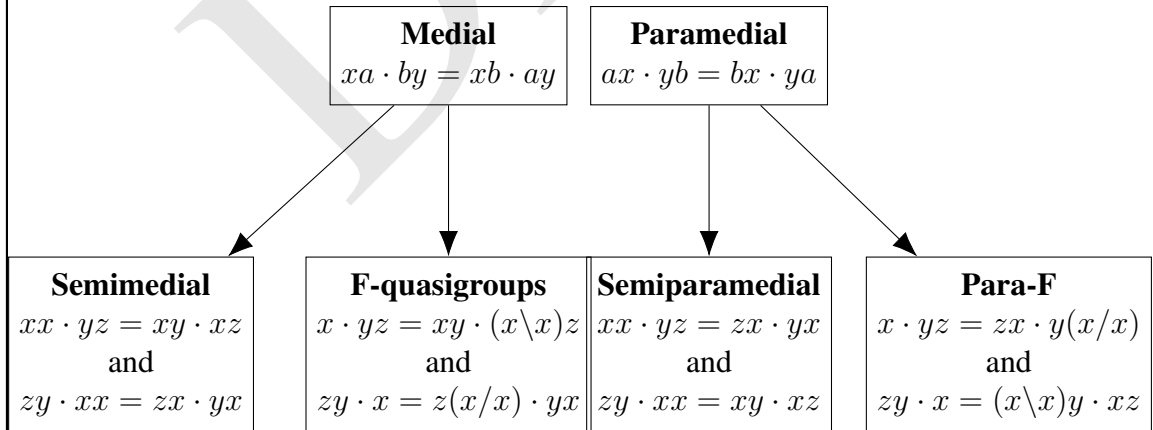 Medial
xa · by = xb · ay
Paramedial
ax · yb = bx · ya
Semimedial
xx · yz = xy · xz
and
zy · xx = zx · yx
F-quasigroups
x · yz = xy · (x\x)z
and
zy · x = z(x/x) · yx
Semiparamedial
xx · yz = zx · yx
and
zy · xx = xy · xz
Para-F
x · yz = zx · y(x/x)
and
zy · x = (x\x)y · xz